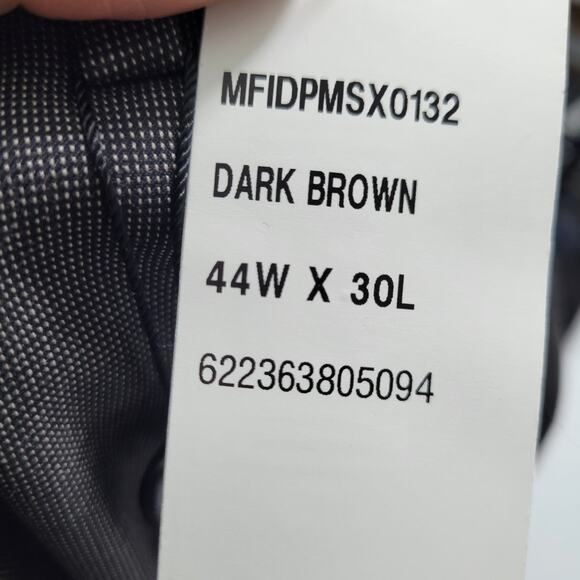 MFIDPMSX0132
DARK BROWN
44W X 30L
622363805094